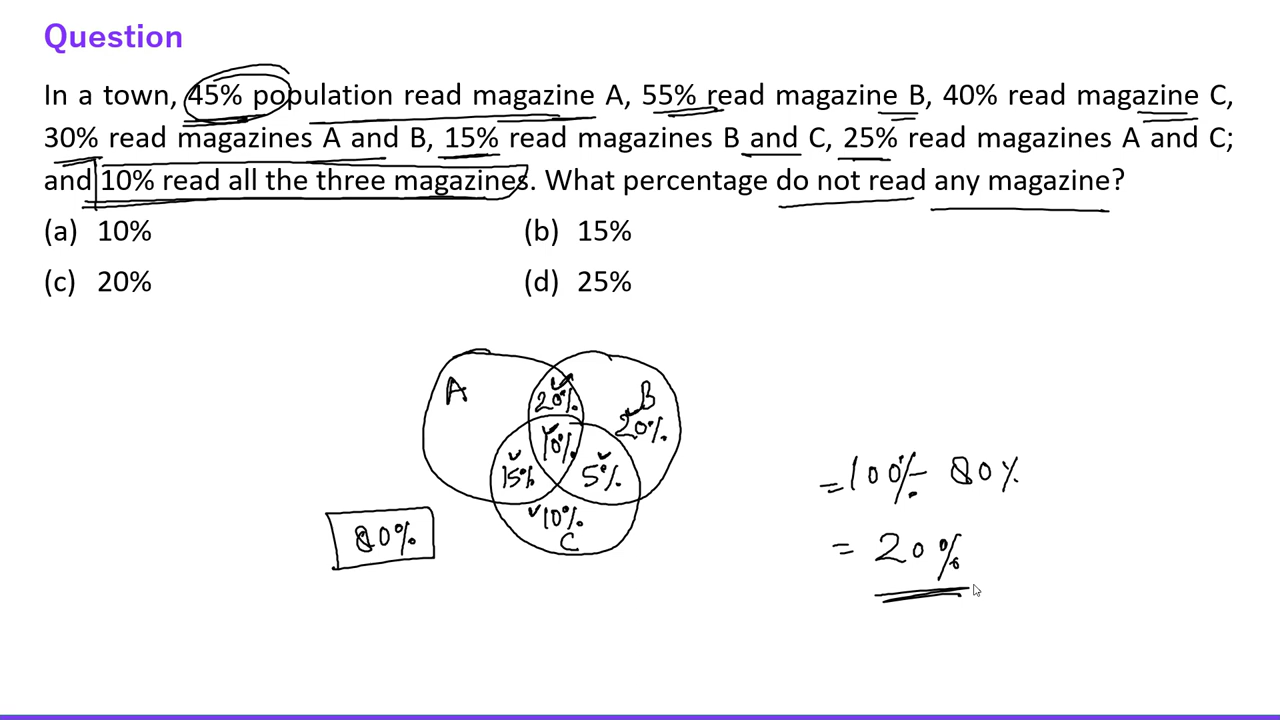 Question
In a town, 45% population read magazine A, 55% read magazine B, 40% read magazine C,
30% read magazines A and B, 15% read magazines B and C, 25% read magazines A and C;
and 10% read all the three magazines. What percentage do not read any magazine?
(a) 10% (b) 15%
(c) 20% (d) 25%
A 20% B
20%
10%
15% 5%
10%
C
80%
=100%- 80%
= 20%